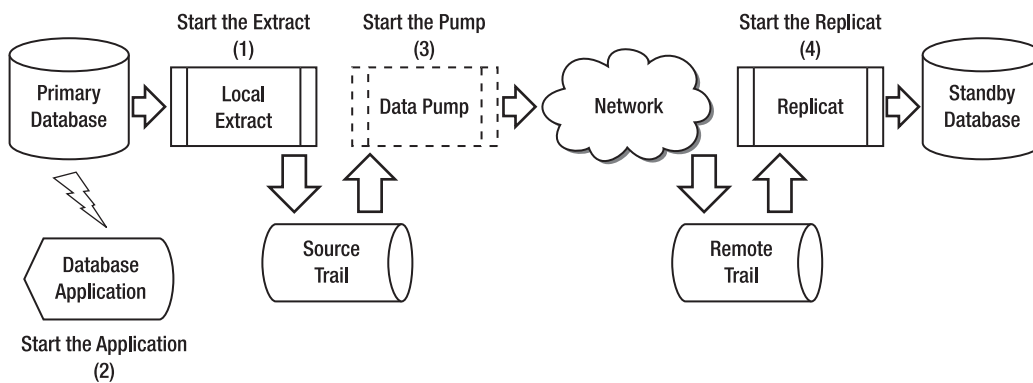 Start the Extract
(1)
Start the Pump
(3)
Start the Replicat
(4)
Primary
Database
Local
Extract
Data Pump
Network
Replicat
Standby
Database
Database
Application
Source
Trail
Remote
Trail
Start the Application
(2)